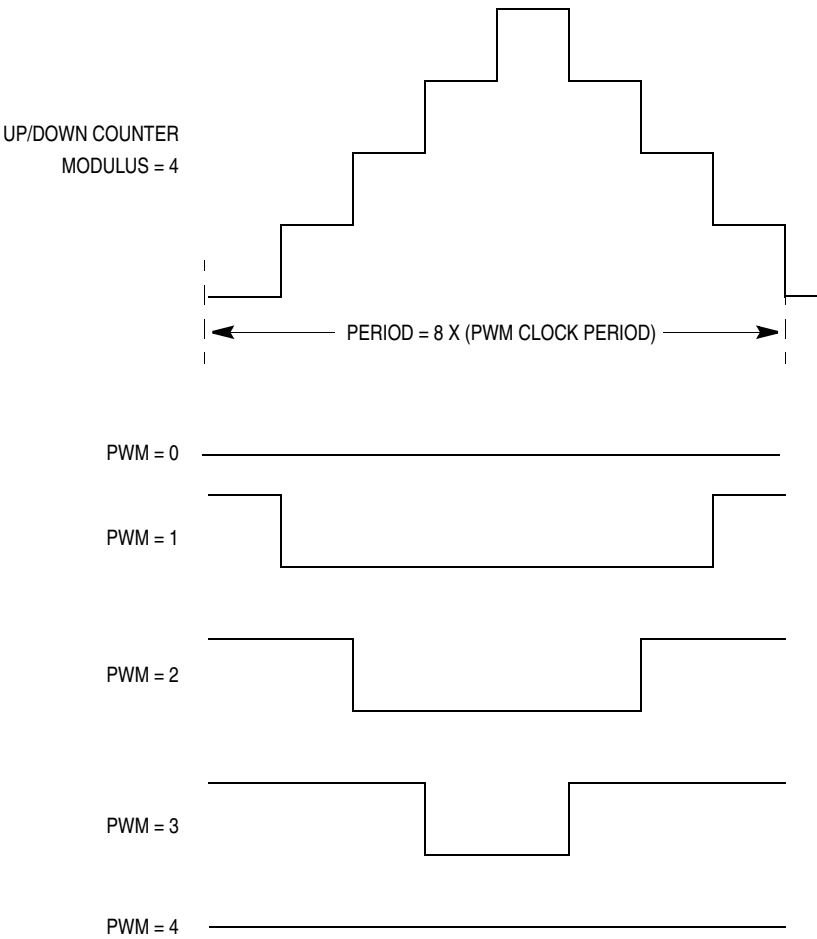 UP/DOWN COUNTER
MODULUS = 4
PERIOD = 8 X (PWM CLOCK PERIOD)
PWM = 0
PWM = 1
PWM = 2
PWM = 3
PWM = 4